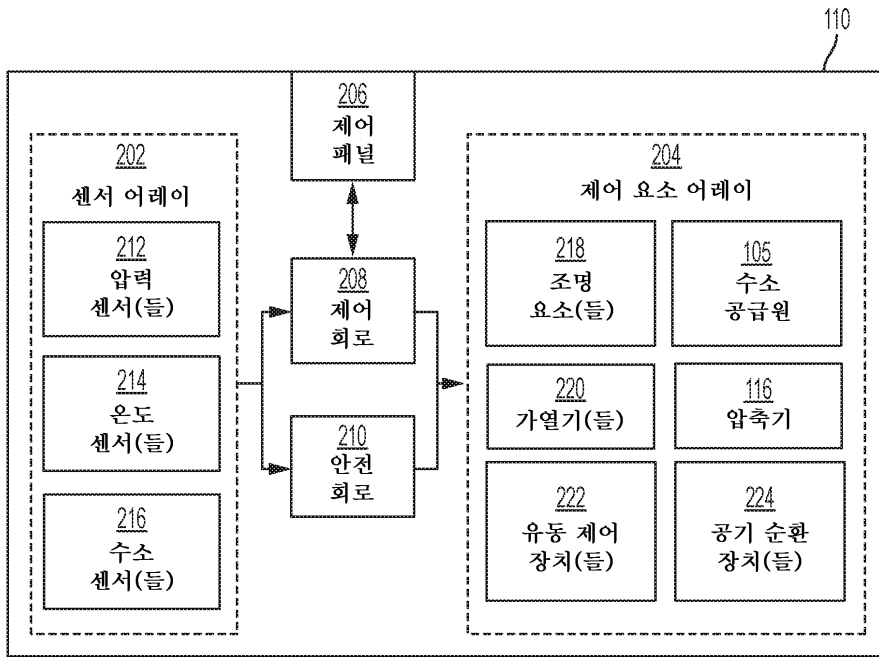 110
206
제어
패널
202
센서 어레이
212
압력
센서(들)
214
온도
센서(들)
216
수소
센서(들)
208
제어
회로
210
안전
회로
204
제어 요소 어레이
218
조명
요소(들)
105
수소
공급원
220
가열기(들)
116
압축기
222
유동 제어
장치(들)
224
공기 순환
장치(들)